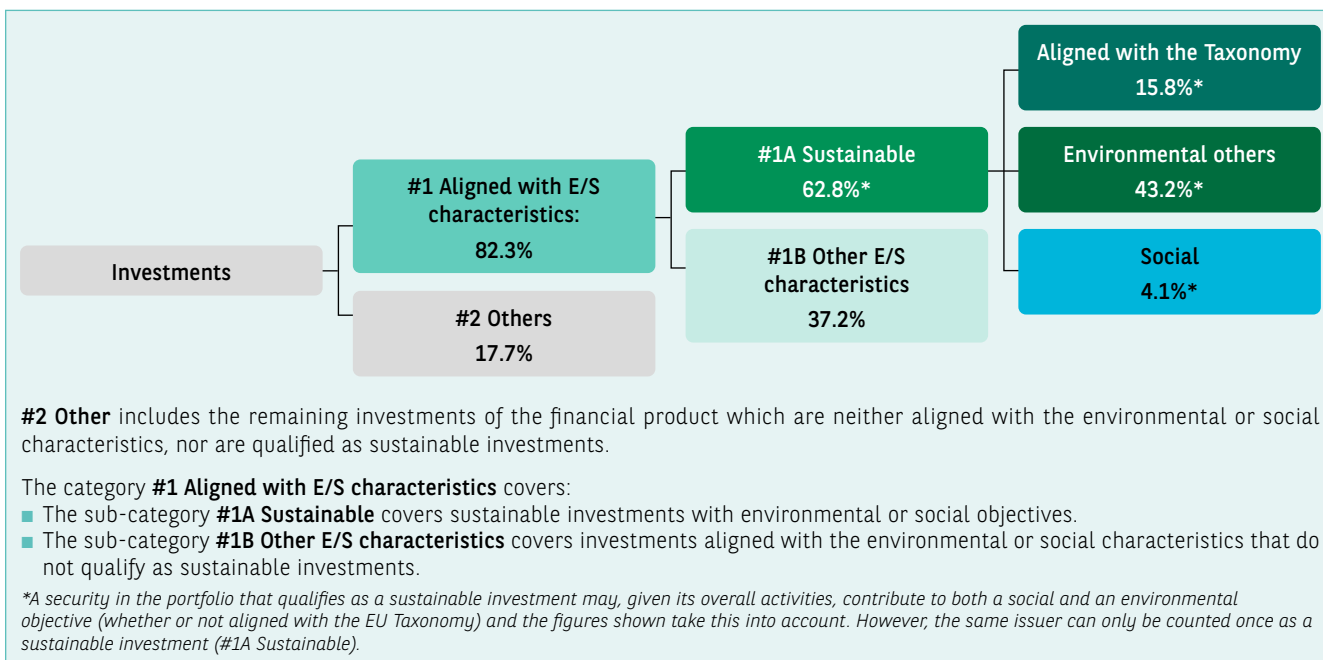 Investments
#1 Aligned with E/S
characteristics:
82.3%
#2 Others
17.7%
#1A Sustainable
62.8%*
#1B Other E/S
characteristics
37.2%
Aligned with the Taxonomy
15.8%*
Environmental others
43.2%*
Social
4.1%*
#2 Other includes the remaining investments of the financial product which are neither aligned with the environmental or social
characteristics, nor are qualified as sustainable investments.
The category #1 Aligned with E/S characteristics covers:
■ The sub-category #1A Sustainable covers sustainable investments with environmental or social objectives.
■ The sub-category #1B Other E/S characteristics covers investments aligned with the environmental or social characteristics that do
not qualify as sustainable investments.
*A security in the portfolio that qualifies as a sustainable investment may, given its overall activities, contribute to both a social and an environmental
objective (whether or not aligned with the EU Taxonomy) and the figures shown take this into account. However, the same issuer can only be counted once as a
sustainable investment (#1A Sustainable).